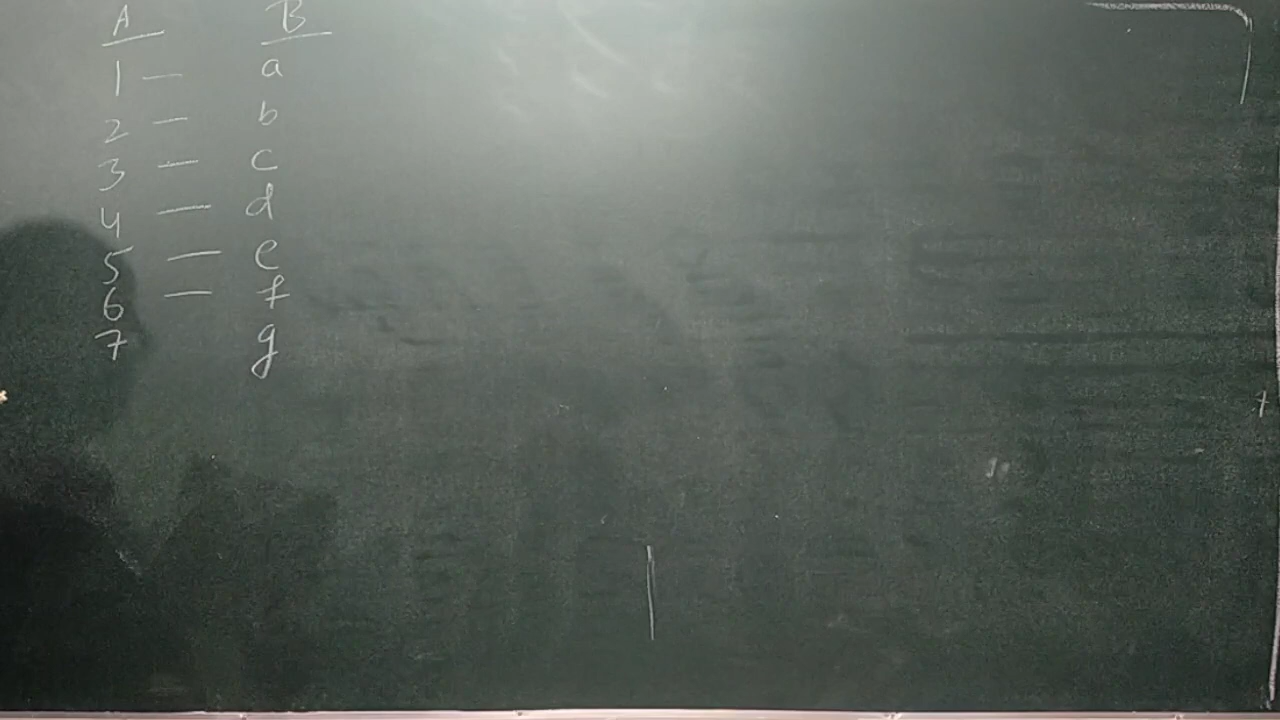 A B
1 — a
2 — b
3 — c
4 — d
5 — e
6 — f
7 g